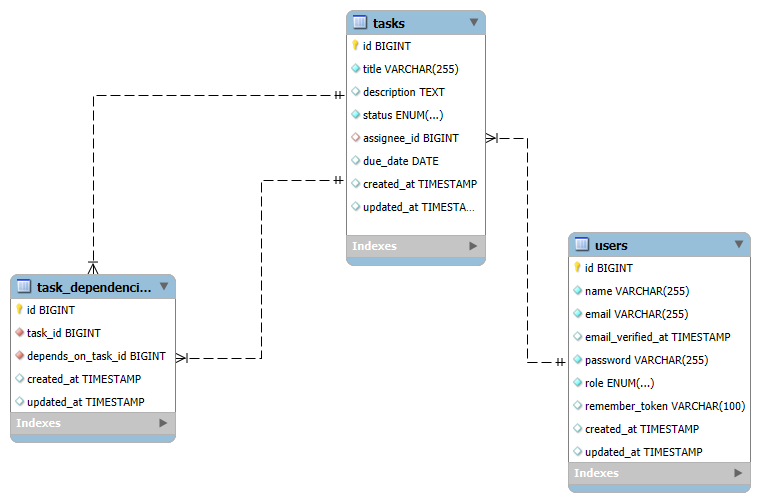 tasks
id BIGINT
title VARCHAR(255)
description TEXT
status ENUM(...)
assignee_id BIGINT
due_date DATE
created_at TIMESTAMP
updated_at TIMESTA...
Indexes
task_dependenci...
id BIGINT
task_id BIGINT
depends_on_task_id BIGINT
created_at TIMESTAMP
updated_at TIMESTAMP
Indexes
users
id BIGINT
name VARCHAR(255)
email VARCHAR(255)
email_verified_at TIMESTAMP
password VARCHAR(255)
role ENUM(...)
remember_token VARCHAR(100)
created_at TIMESTAMP
updated_at TIMESTAMP
Indexes